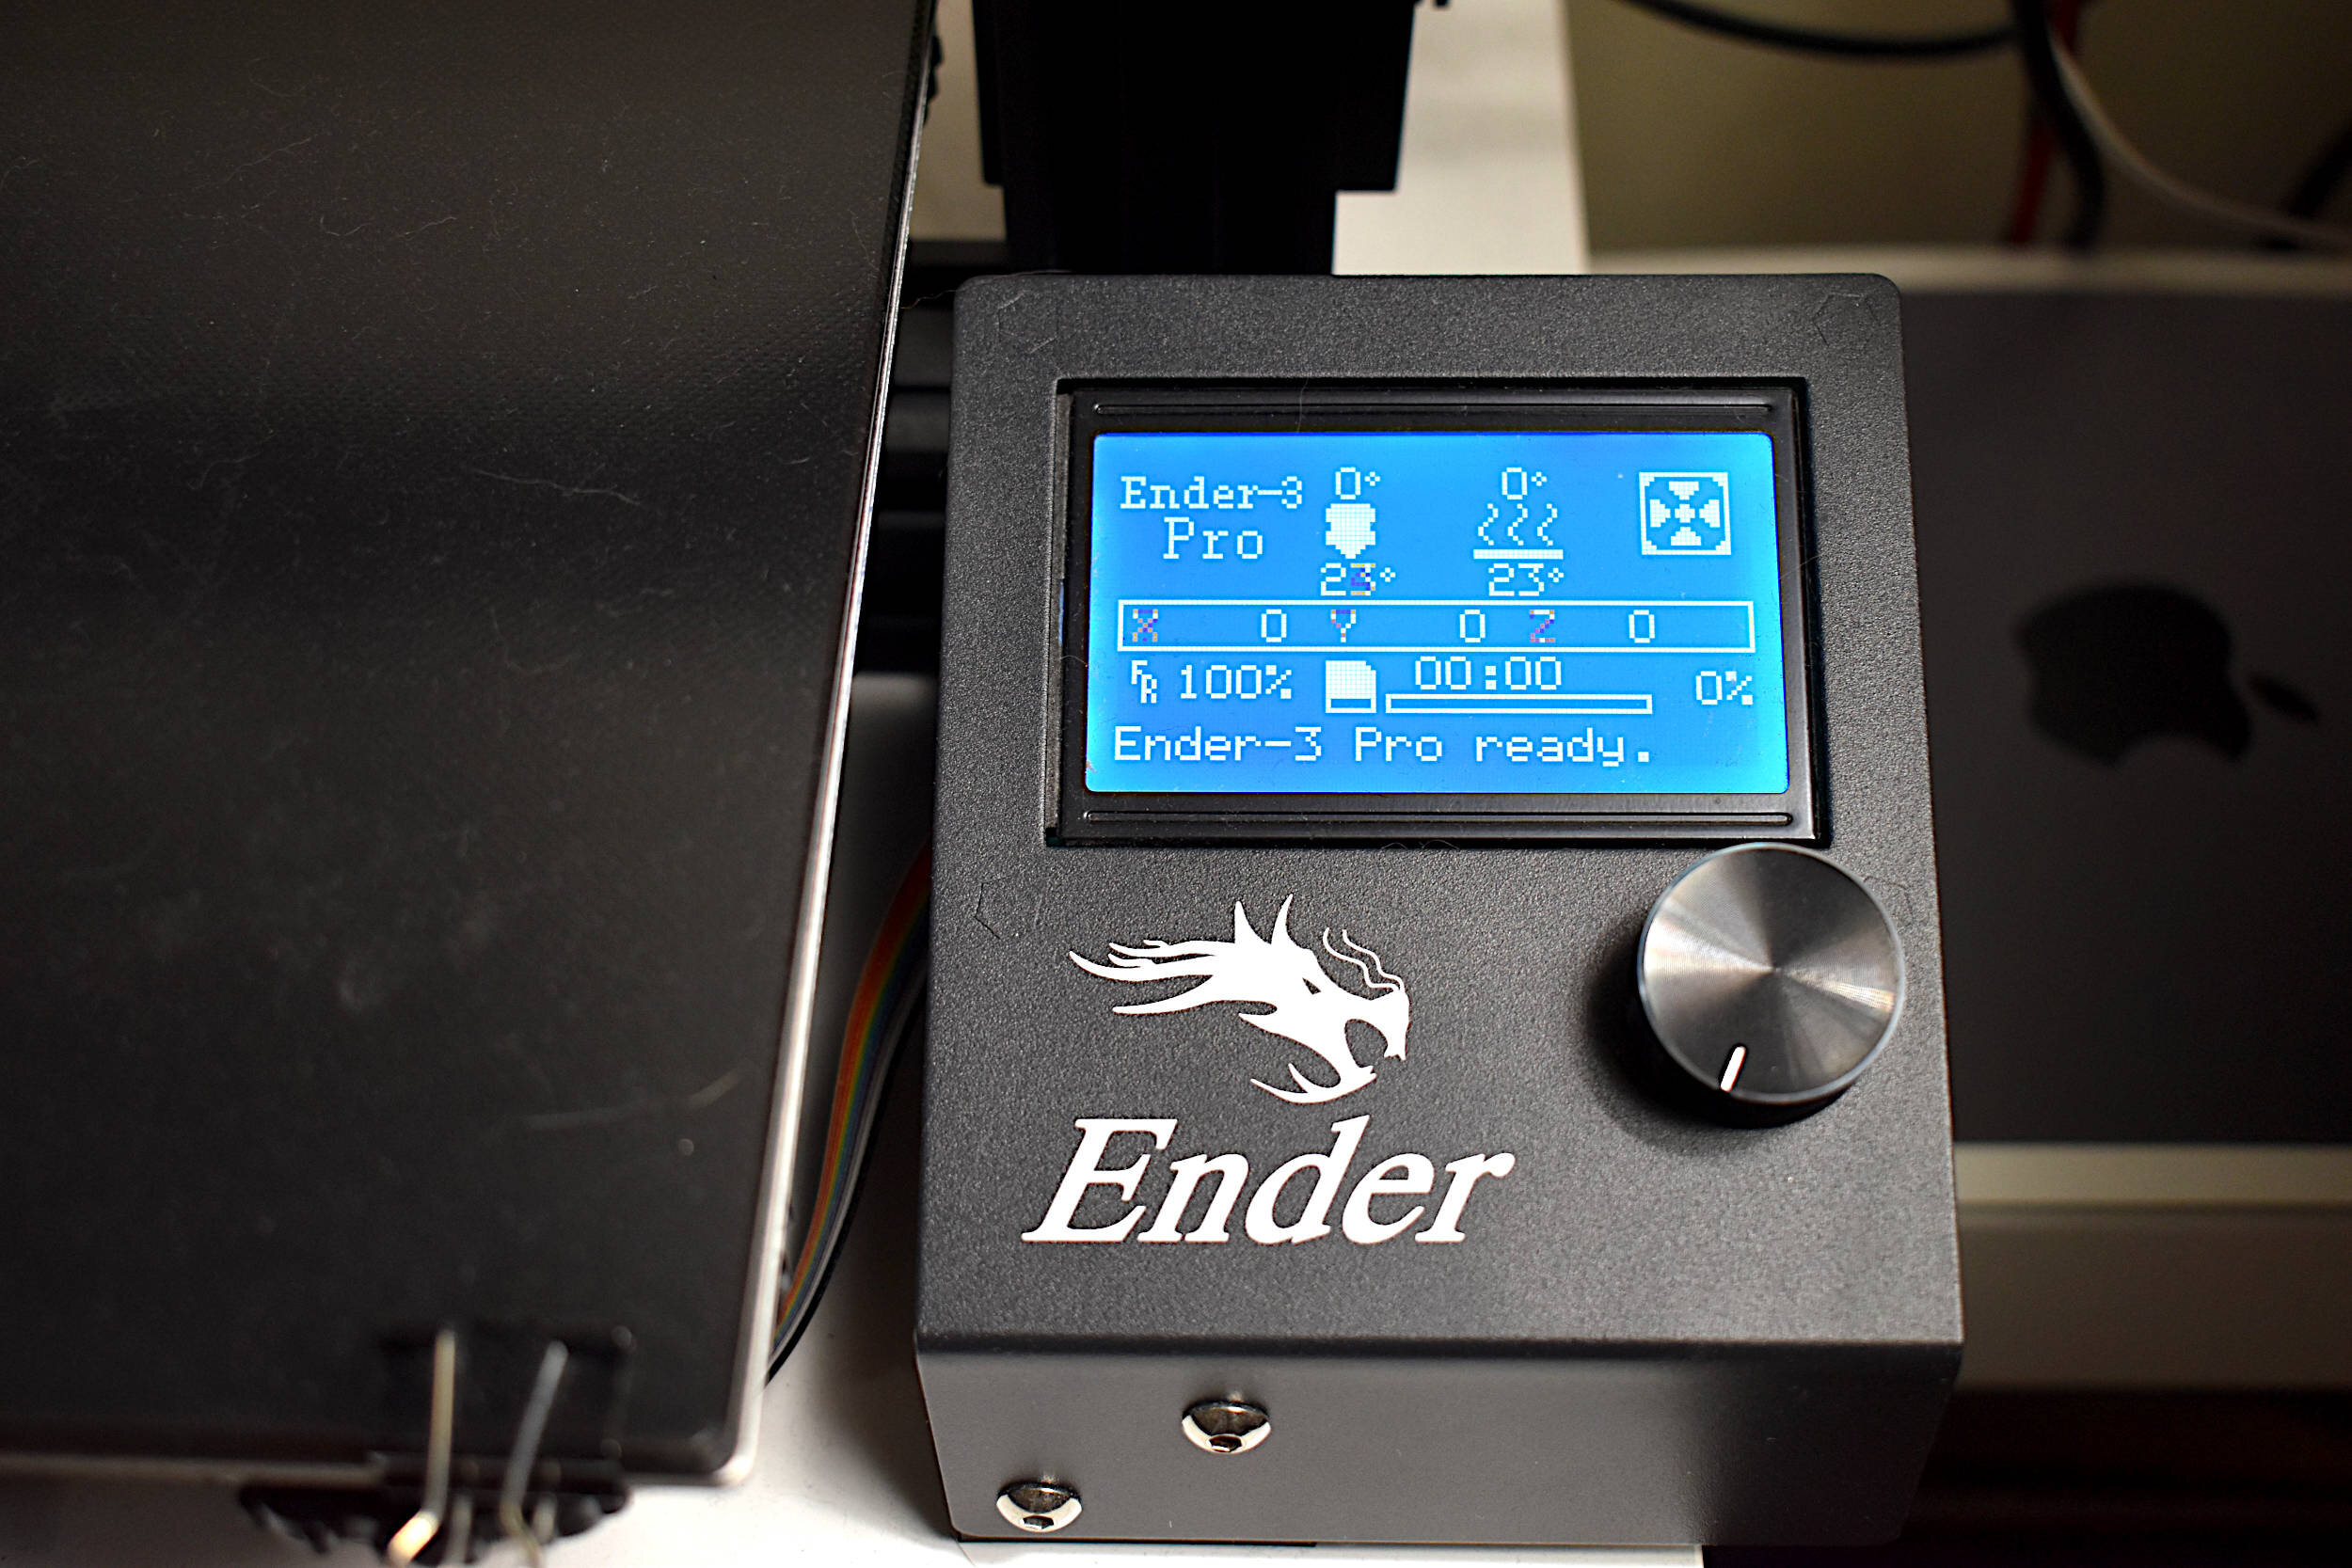 Ender-3 0° 0°
Pro
23° 23°
X 0 Y 0 Z 0
FR 100% 00:00 0%
Ender-3 Pro ready.
Ender